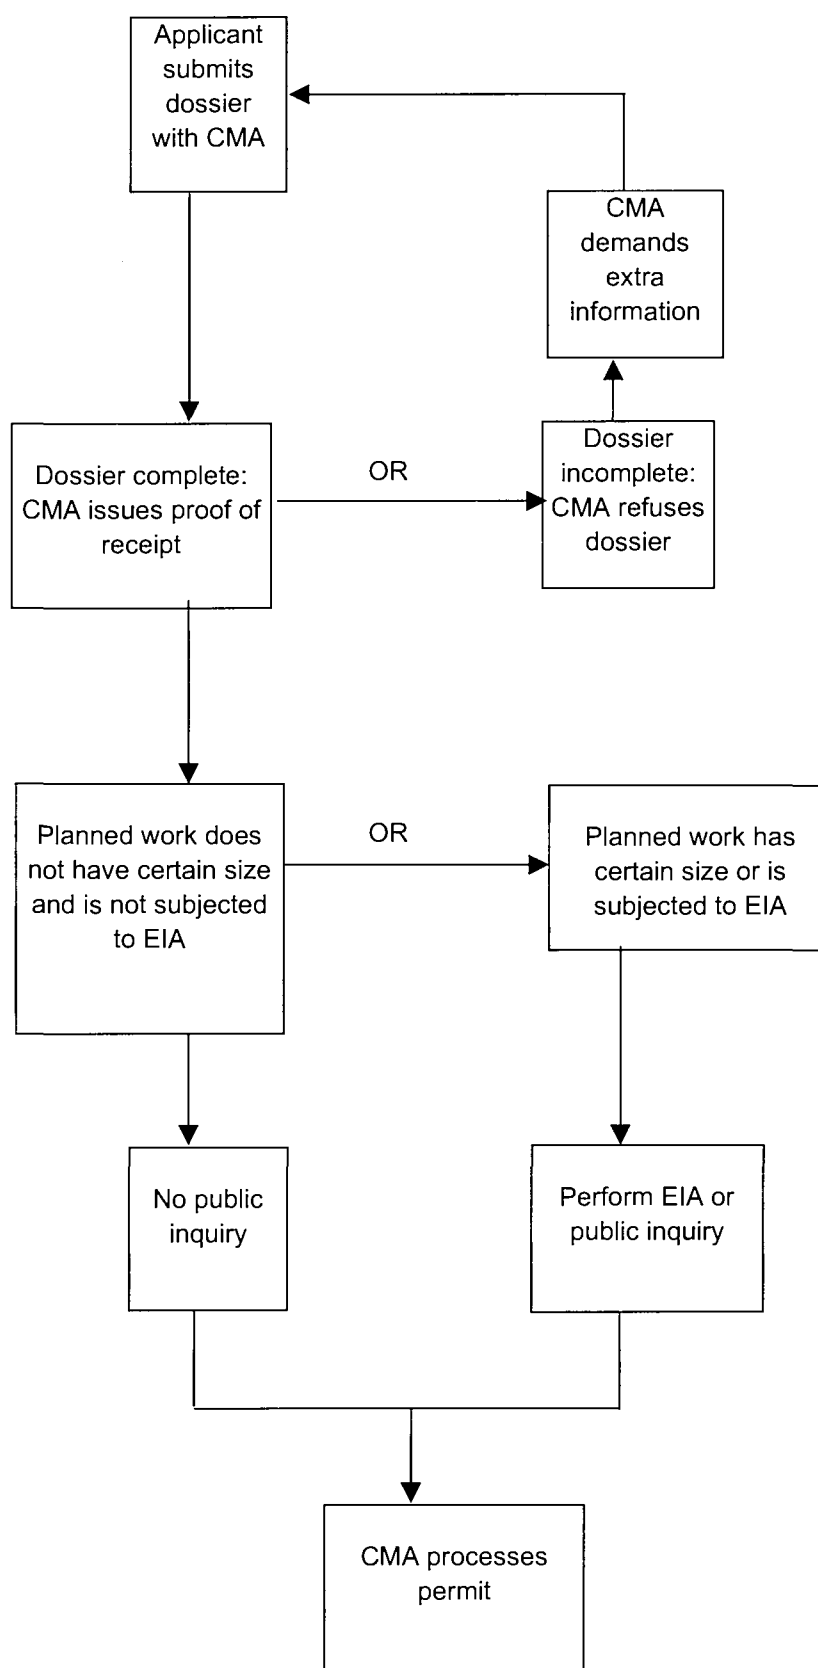 Applicant
submits
dossier
with CMA
CMA
demands
extra
information
Dossier complete:
CMA issues proof of
receipt
OR
Dossier
incomplete:
CMA refuses
dossier
Planned work does
not have certain size
and is not subjected
to EIA
OR
Planned work has
certain size or is
subjected to EIA
No public
inquiry
Perform EIA or
public inquiry
CMA processes
permit